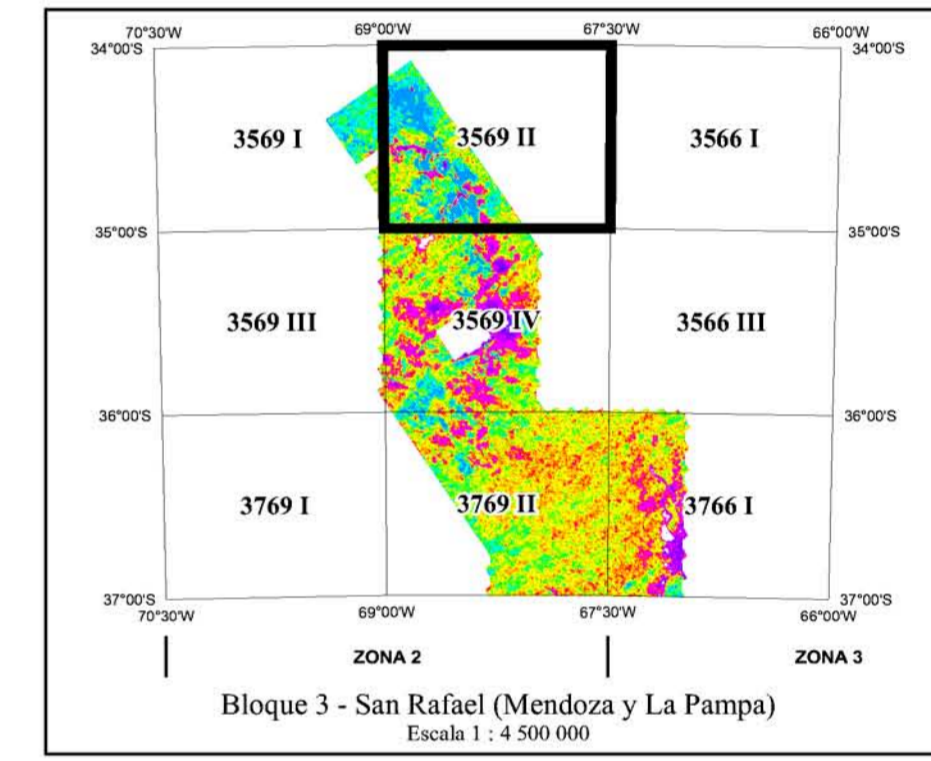 70°30'W 69°00'W 67°30'W 66°00'W
34°00'S 34°00'S
3569 I 3569 II 3566 I
35°00'S 35°00'S
3569 III 3569 IV 3566 III
36°00'S 36°00'S
3769 I 3769 II 3766 I
37°00'S 37°00'S
70°30'W 69°00'W 67°30'W 66°00'W
ZONA 2 ZONA 3
Bloque 3 - San Rafael (Mendoza y La Pampa)
Escala 1 : 4 500 000